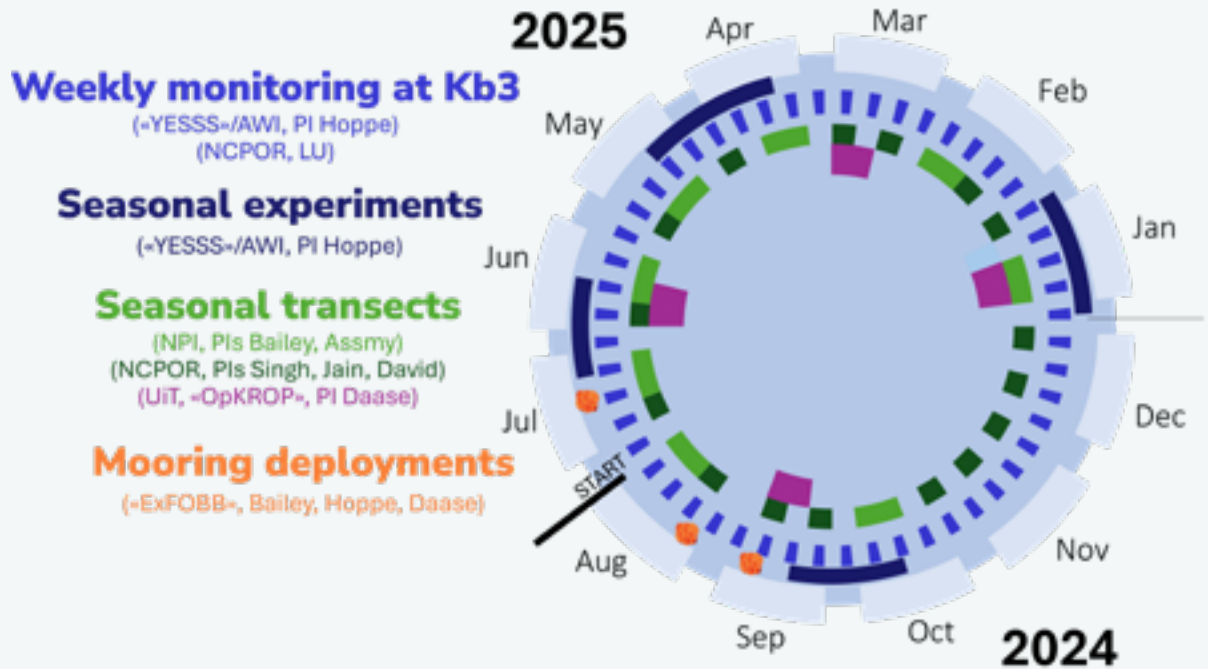 2025
Weekly monitoring at Kb3
(«YESSS»/AWI, PI Hoppe)
(NCPOR, LU)
Seasonal experiments
(«YESSS»/AWI, PI Hoppe)
Seasonal transects
(NPI, PIs Bailey, Assmy)
(NCPOR, PIs Singh, Jain, David)
(UiT, «OpKROP», PI Daase)
Mooring deployments
(«ExFOBB», Bailey, Hoppe, Daase)
Apr
Mar
Feb
Jan
Dec
Nov
Oct
Sep
Aug
Jul
Jun
May
START
2024